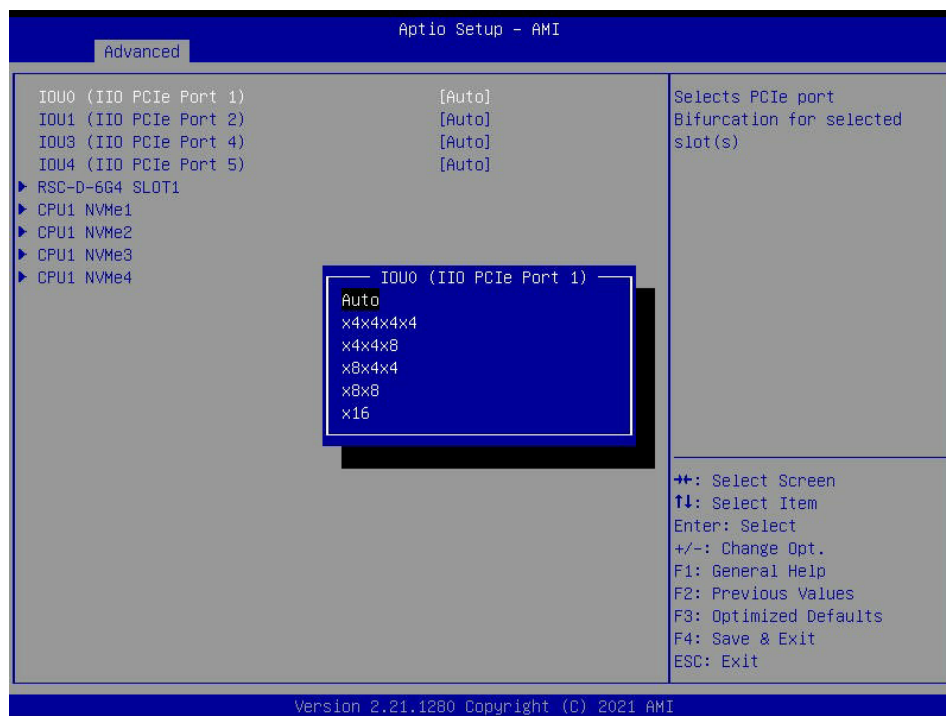 Aptio Setup – AMI
Advanced
IOU0 (IIO PCIe Port 1) [Auto]
IOU1 (IIO PCIe Port 2) [Auto]
IOU3 (IIO PCIe Port 4) [Auto]
IOU4 (IIO PCIe Port 5) [Auto]
RSC-D-6G4 SLOT1
CPU1 NVMe1
CPU1 NVMe2
CPU1 NVMe3
CPU1 NVMe4
IOU0 (IIO PCIe Port 1)
Auto
x4x4x4x4
x4x4x8
x8x4x4
x8x8
x16
Selects PCIe port
Bifurcation for selected
slot(s)
→←: Select Screen
↑↓: Select Item
Enter: Select
+/-: Change Opt.
F1: General Help
F2: Previous Values
F3: Optimized Defaults
F4: Save & Exit
ESC: Exit
Version 2.21.1280 Copyright (C) 2021 AMI